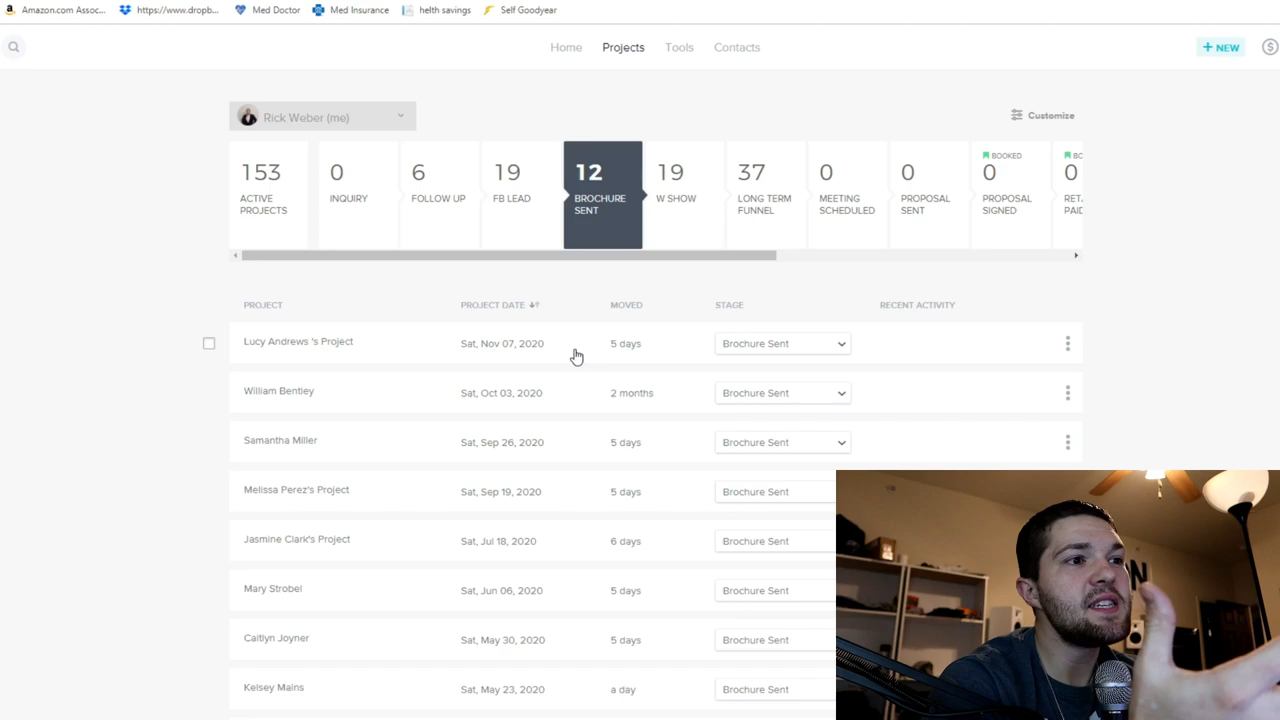 Amazon.com Assoc...
https://www.dropb...
Med Doctor
Med Insurance
helth savings
Self Goodyear
Home Projects Tools Contacts
+ NEW
Rick Weber (me)
Customize
153 ACTIVE PROJECTS
0 INQUIRY
6 FOLLOW UP
19 FB LEAD
12 BROCHURE SENT
19 W SHOW
37 LONG TERM FUNNEL
0 MEETING SCHEDULED
0 PROPOSAL SENT
BOOKED 0 PROPOSAL SIGNED
BC 0 RET PAID
PROJECT PROJECT DATE MOVED STAGE RECENT ACTIVITY
Lucy Andrews 's Project Sat, Nov 07, 2020 5 days Brochure Sent
William Bentley Sat, Oct 03, 2020 2 months Brochure Sent
Samantha Miller Sat, Sep 26, 2020 5 days Brochure Sent
Melissa Perez's Project Sat, Sep 19, 2020 5 days Brochure Sent
Jasmine Clark's Project Sat, Jul 18, 2020 6 days Brochure Sent
Mary Strobel Sat, Jun 06, 2020 5 days Brochure Sent
Caitlyn Joyner Sat, May 30, 2020 5 days Brochure Sent
Kelsey Mains Sat, May 23, 2020 a day Brochure Sent
N